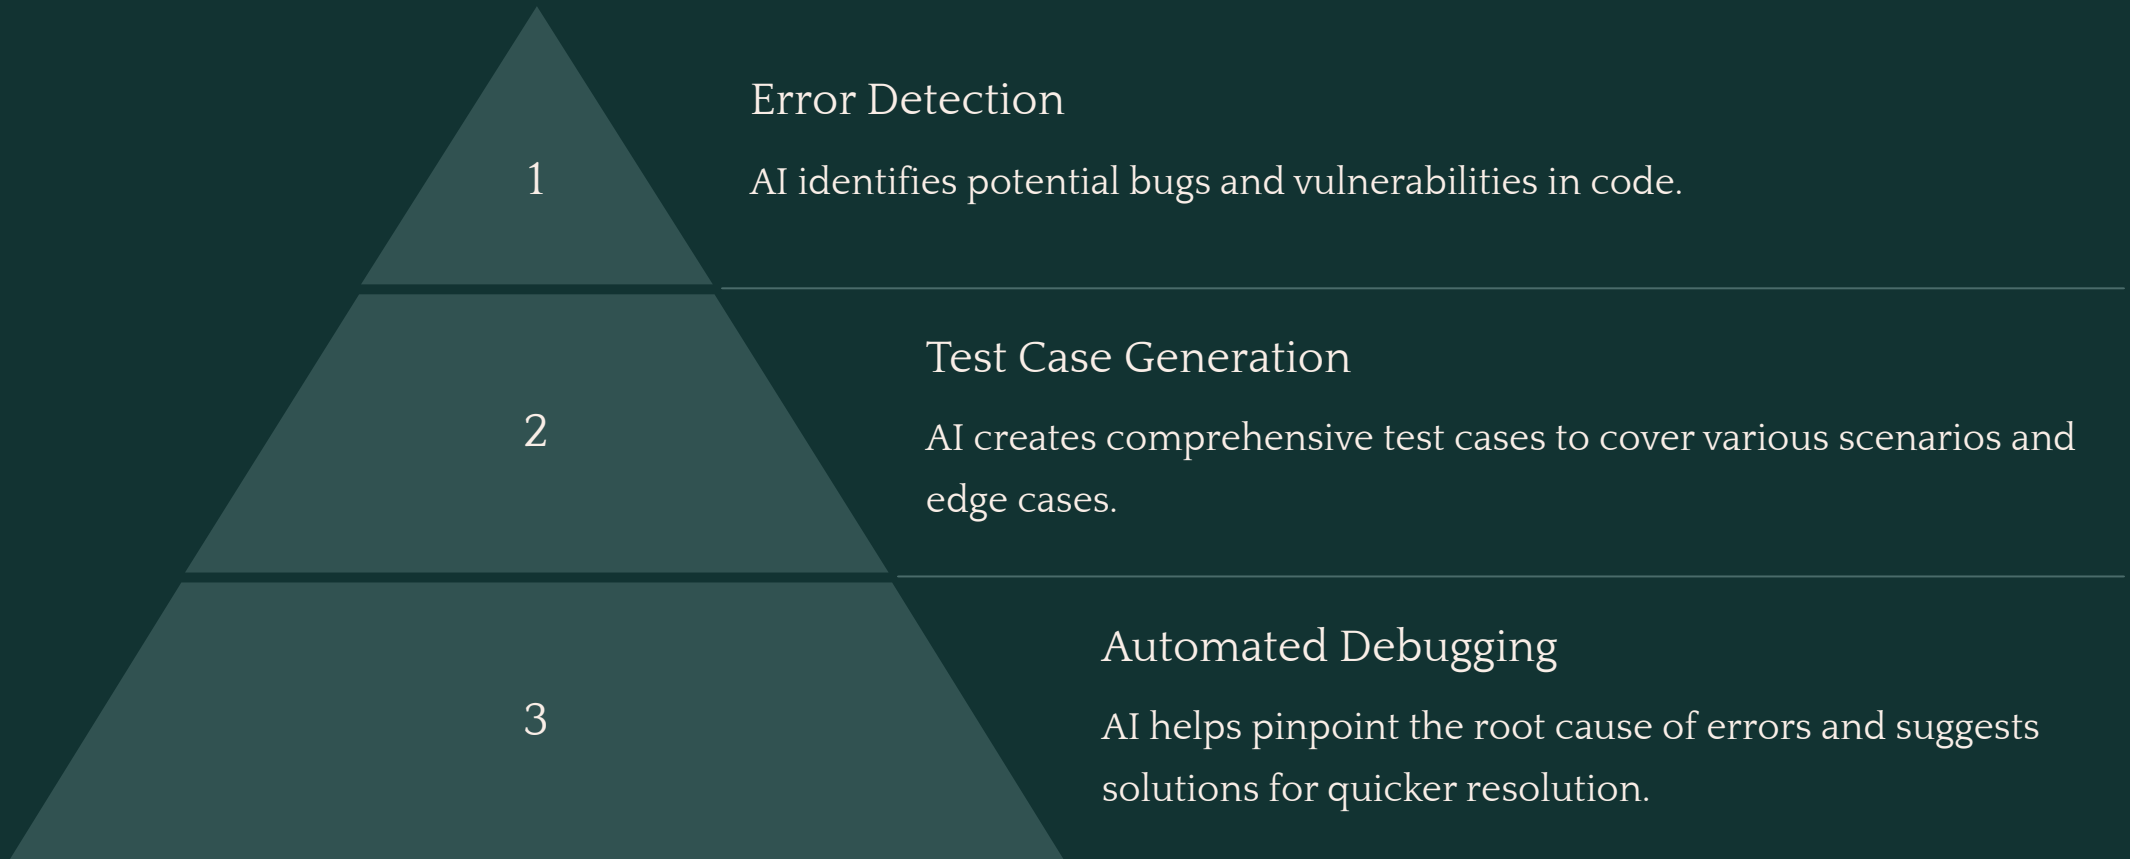 1
Error Detection
AI identifies potential bugs and vulnerabilities in code.
2
Test Case Generation
AI creates comprehensive test cases to cover various scenarios and
edge cases.
3
Automated Debugging
AI helps pinpoint the root cause of errors and suggests
solutions for quicker resolution.